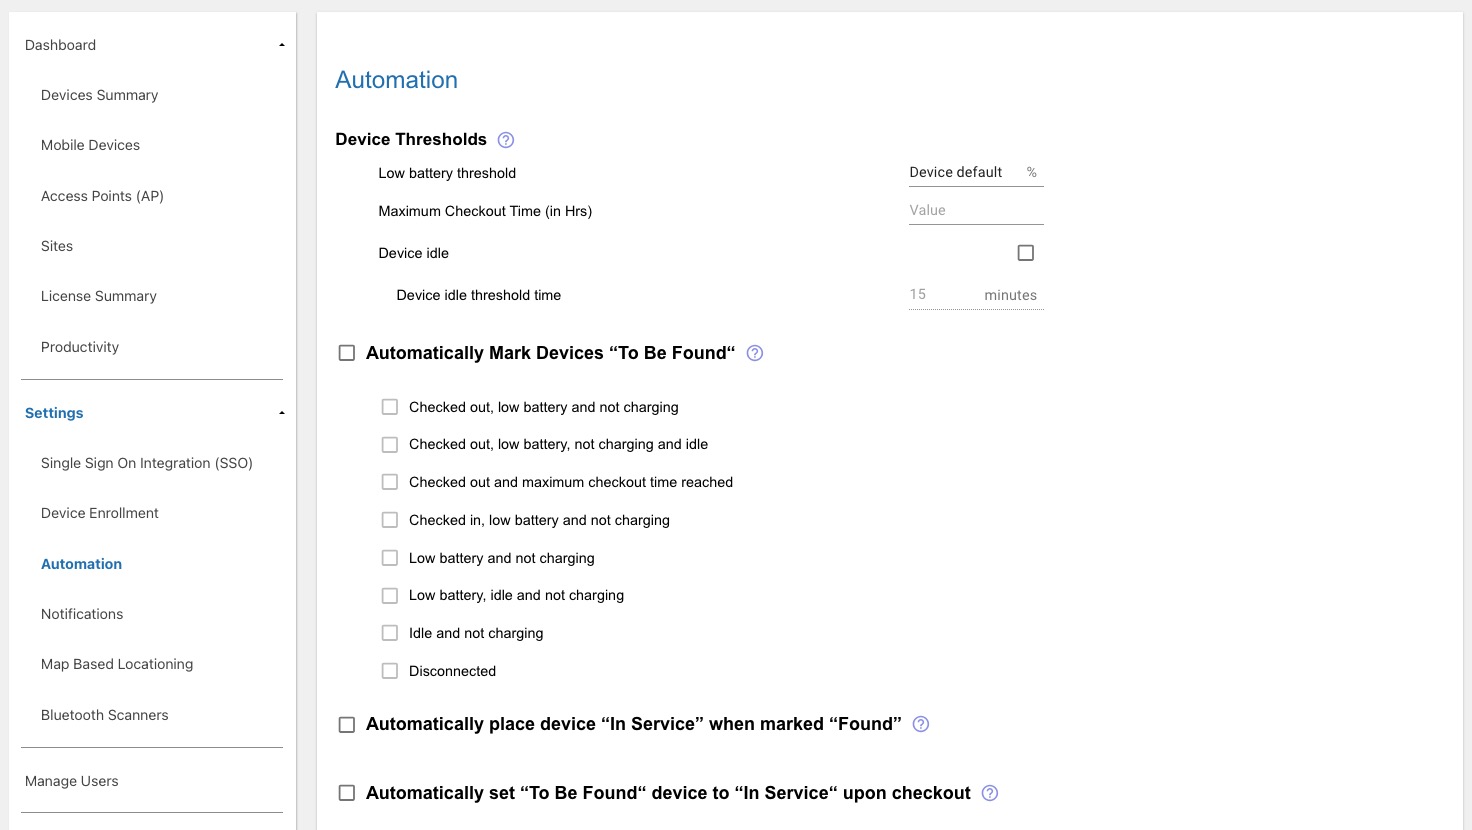 Dashboard
Devices Summary
Mobile Devices
Access Points (AP)
Sites
License Summary
Productivity
Settings
Single Sign On Integration (SSO)
Device Enrollment
Automation
Notifications
Map Based Locationing
Bluetooth Scanners
Manage Users
Automation
Device Thresholds ?
Low battery threshold Device default %
Maximum Checkout Time (in Hrs) Value
Device idle
Device idle threshold time 15 minutes
Automatically Mark Devices “To Be Found“ ?
Checked out, low battery and not charging
Checked out, low battery, not charging and idle
Checked out and maximum checkout time reached
Checked in, low battery and not charging
Low battery and not charging
Low battery, idle and not charging
Idle and not charging
Disconnected
Automatically place device “In Service” when marked “Found” ?
Automatically set “To Be Found“ device to “In Service“ upon checkout ?